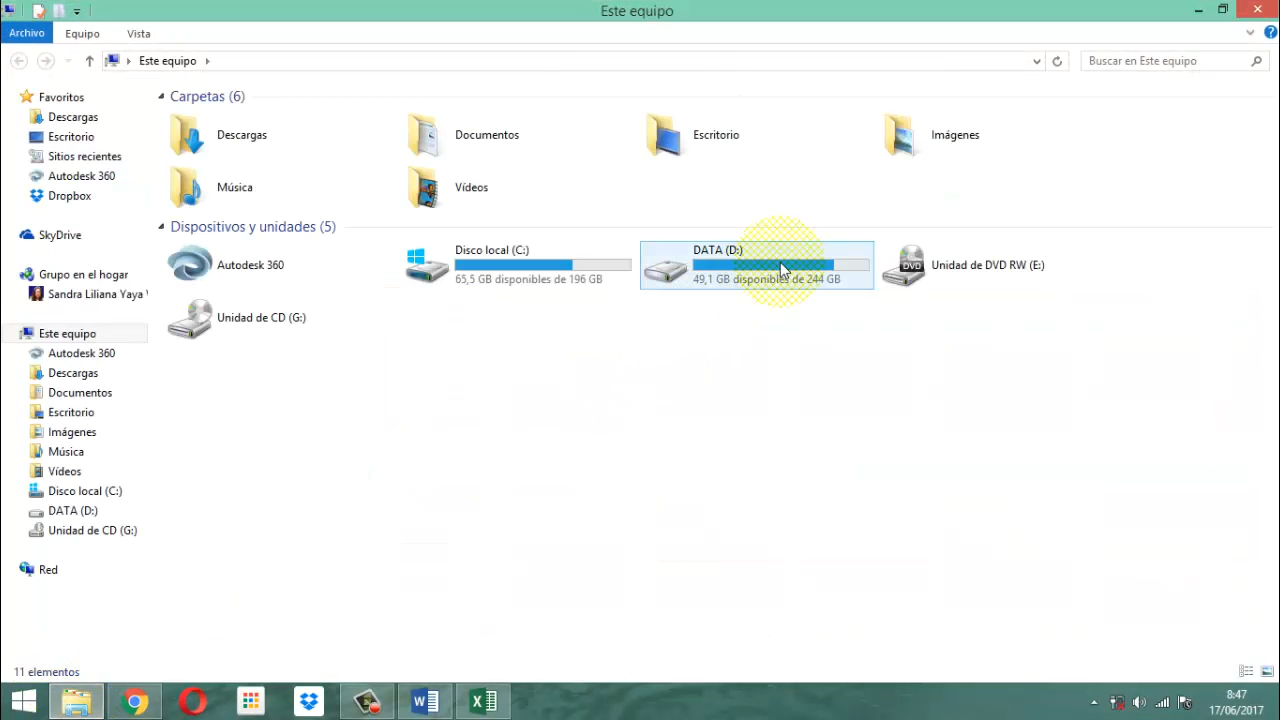 Este equipo
Archivo Equipo Vista
Este equipo Buscar en Este equipo
Favoritos
Descargas
Escritorio
Sitios recientes
Autodesk 360
Dropbox
SkyDrive
Grupo en el hogar
Sandra Liliana Yaya
Este equipo
Autodesk 360
Descargas
Documentos
Escritorio
Imágenes
Música
Vídeos
Disco local (C:)
DATA (D:)
Unidad de CD (G:)
Red
Carpetas (6)
Descargas Documentos Escritorio Imágenes
Música Vídeos
Dispositivos y unidades (5)
Autodesk 360
Disco local (C:)
65,5 GB disponibles de 196 GB
DATA (D:)
49,1 GB disponibles de 244 GB
DVD
Unidad de DVD RW (E:)
Unidad de CD (G:)
11 elementos
8:47
17/06/2017